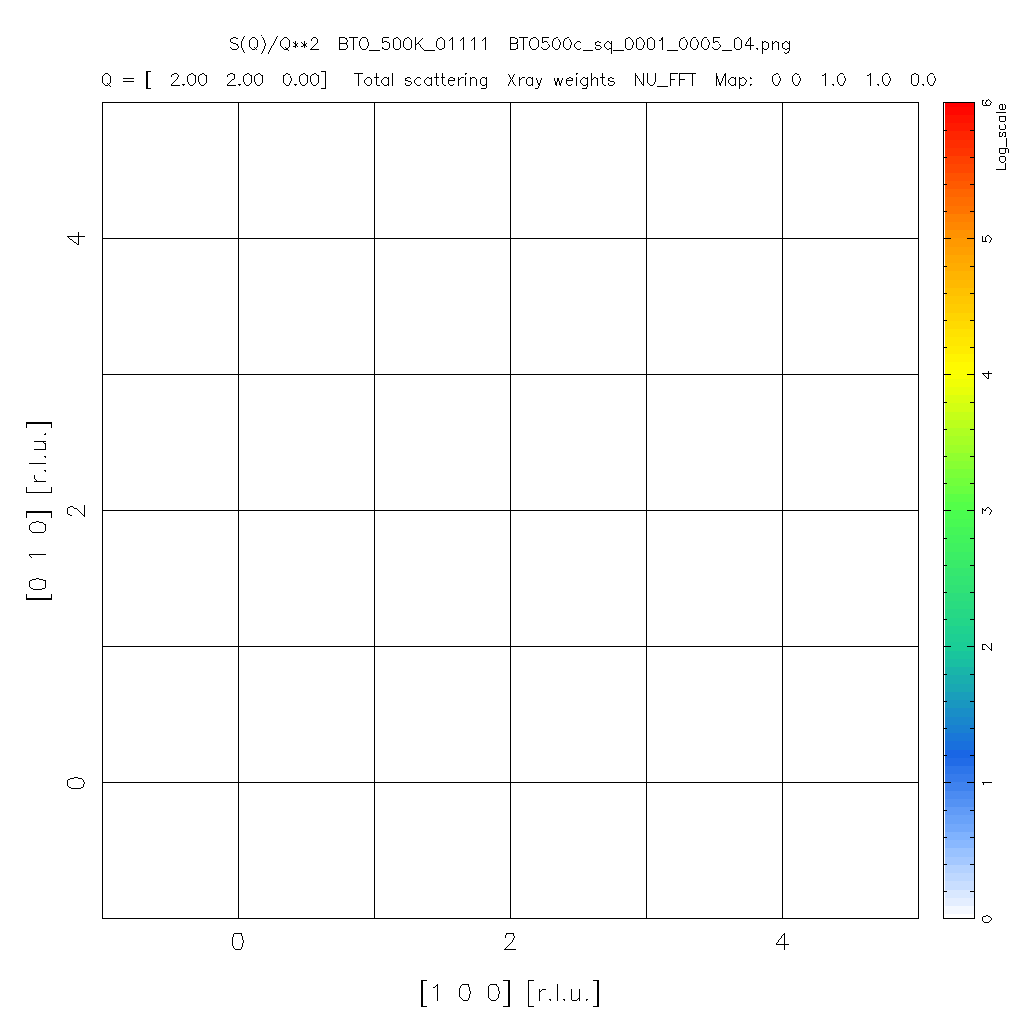 S(Q)/Q**2 BTO_500K_01111 BTO500c_sq_0001_0005_04.png
Q = [ 2.00 2.00 0.00] Total scattering Xray weights NU_FFT Map: 0 0 1.0 1.0 0.0
6
Log_scale
5
4
3
2
1
0
4
2
0
[0 1 0] [r.l.u.]
0 2 4
[1 0 0] [r.l.u.]